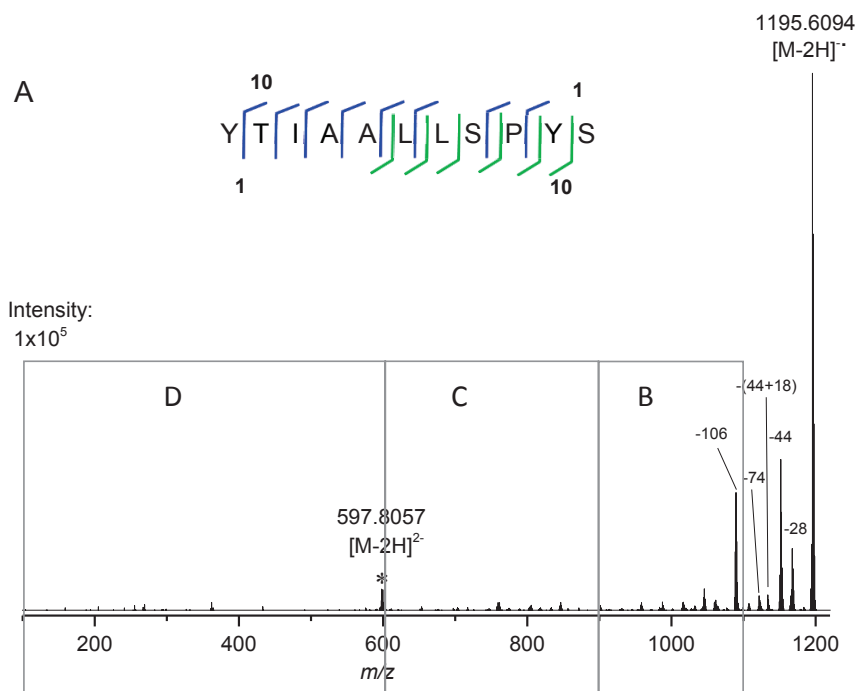 1195.6094
[M-2H]⁻·
A
10
1
Y T I A A L L S P Y S
1
10
Intensity:
1x10⁵
D
C
B
-(44+18)
-106
-44
-74
-28
597.8057
[M-2H]²⁻
*
200
400
600
800
1000
1200
m/z